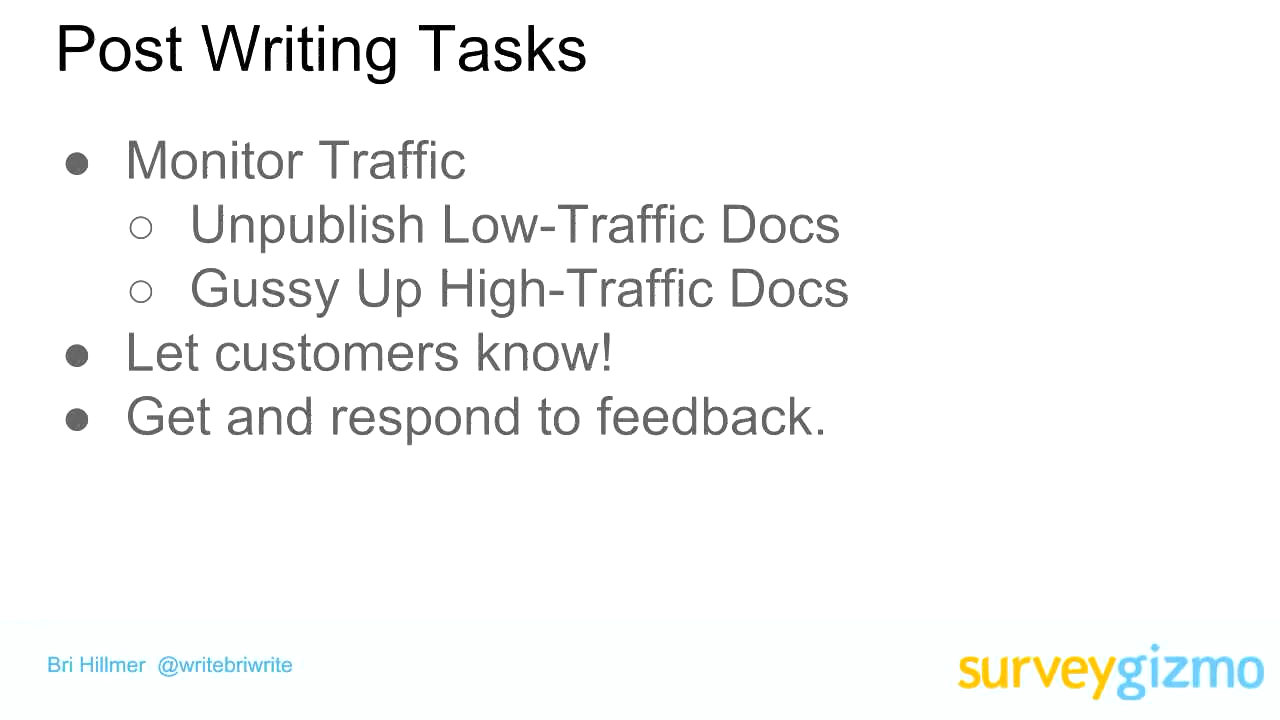 Post Writing Tasks
● Monitor Traffic
○ Unpublish Low-Traffic Docs
○ Gussy Up High-Traffic Docs
● Let customers know!
● Get and respond to feedback.
Bri Hillmer @writebriwrite
surveygizmo